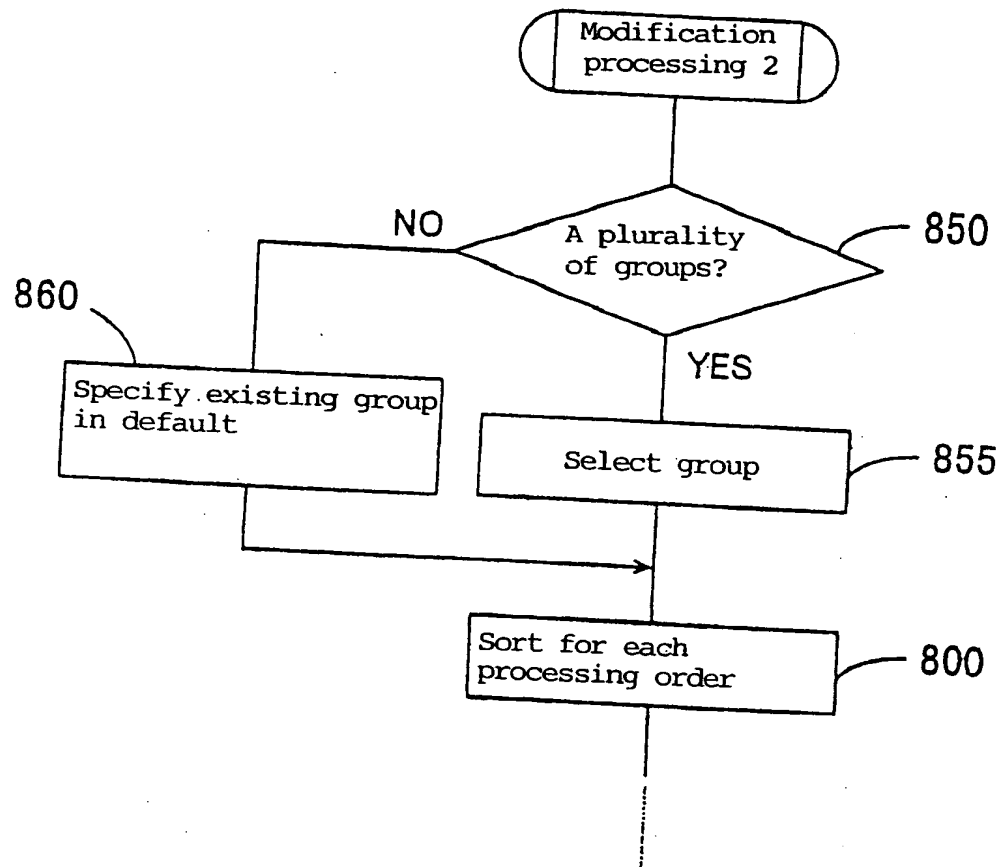 Modification
processing 2
NO
A plurality
of groups?
850
860
YES
Specify existing group
in default
Select group
855
Sort for each
processing order
800